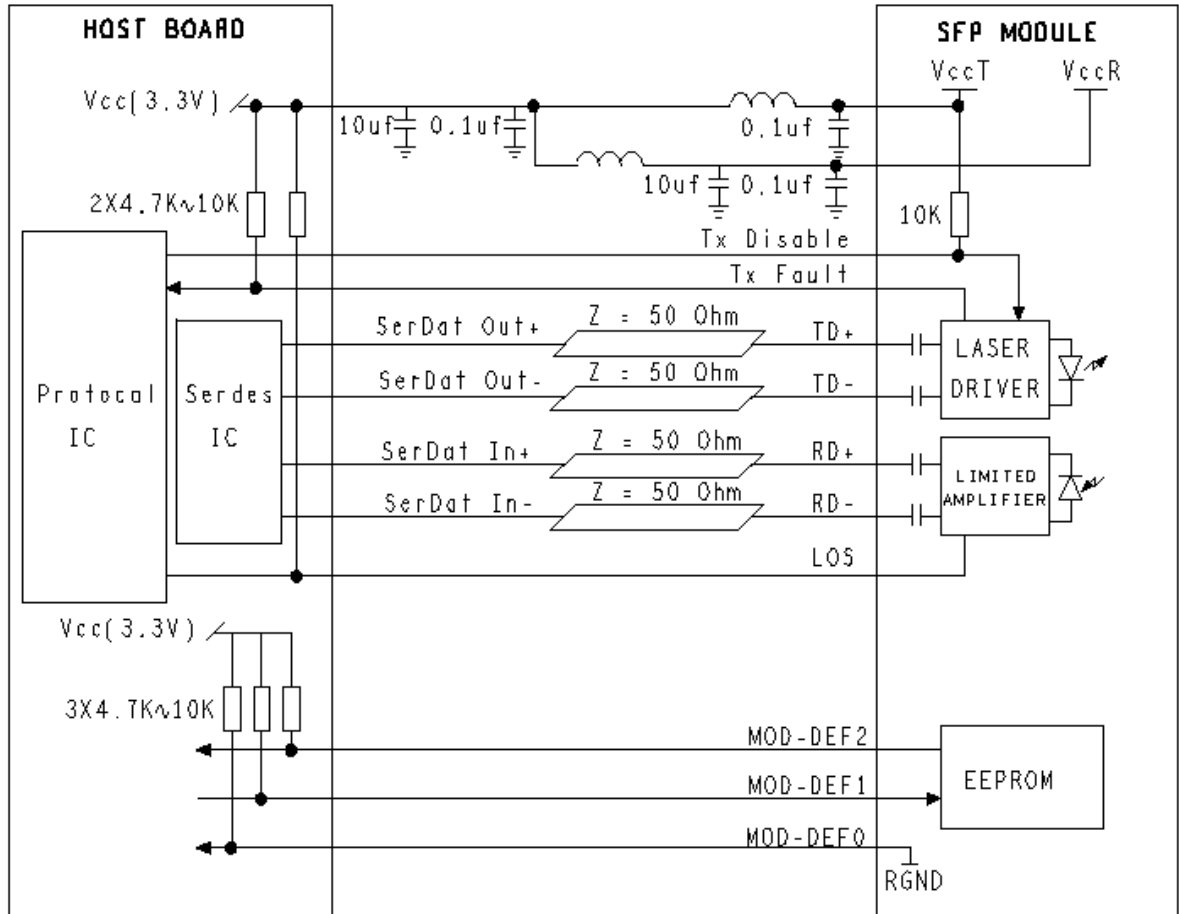 HOST BOARD
SFP MODULE
VccT
VccR
Vcc(3.3V)
10uf
0.1uf
0.1uf
10uf
0.1uf
2X4.7K∿10K
10K
Tx Disable
Tx Fault
SerDat Out+
Z = 50 Ohm
TD+
LASER
DRIVER
SerDat Out-
Z = 50 Ohm
TD-
Protocal
IC
Serdes
IC
SerDat In+
Z = 50 Ohm
RD+
LIMITED
AMPLIFIER
SerDat In-
Z = 50 Ohm
RD-
LOS
Vcc(3.3V)
3X4.7K∿10K
MOD-DEF2
EEPROM
MOD-DEF1
MOD-DEF0
RGND